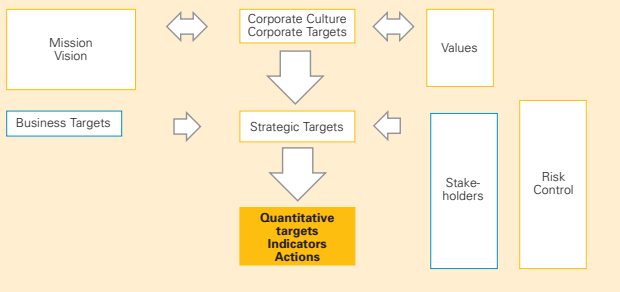 Mission
Vision
Corporate Culture
Corporate Targets
Values
Business Targets
Strategic Targets
Stake-
holders
Risk
Control
Quantitative
targets
Indicators
Actions